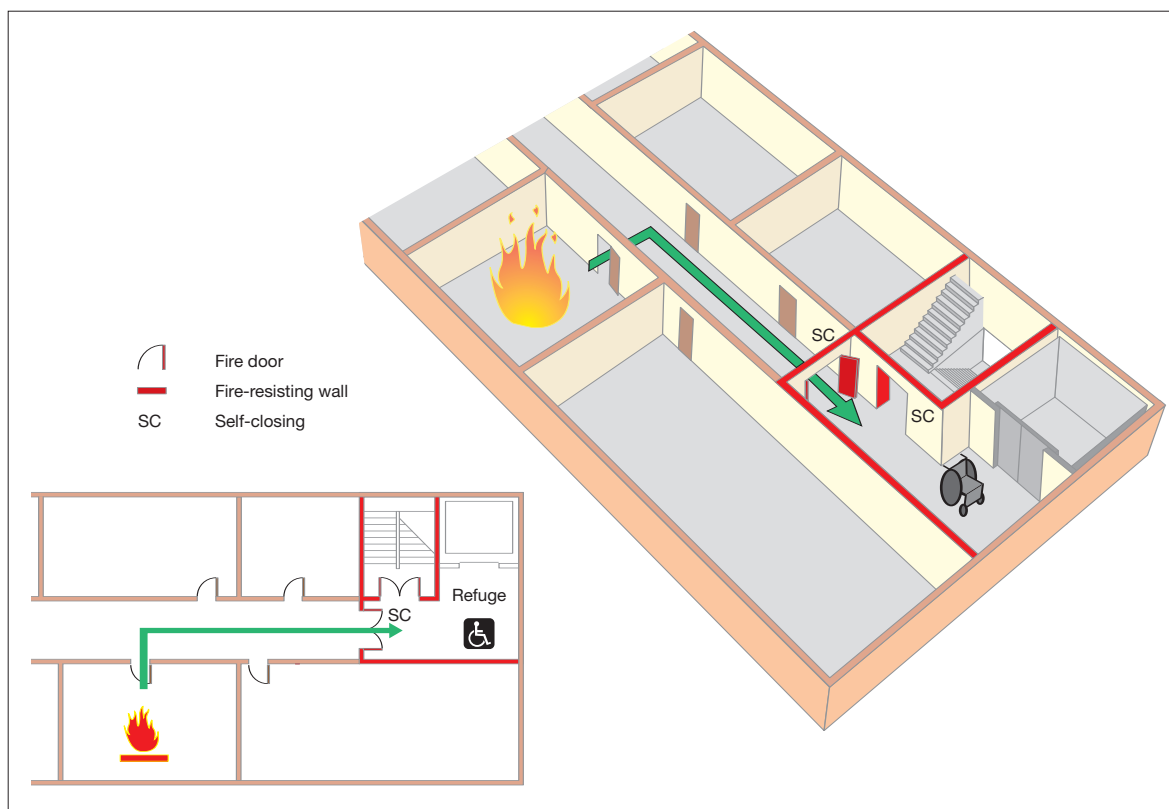 SC
SC
Fire door
Fire-resisting wall
SC Self-closing
Refuge
SC